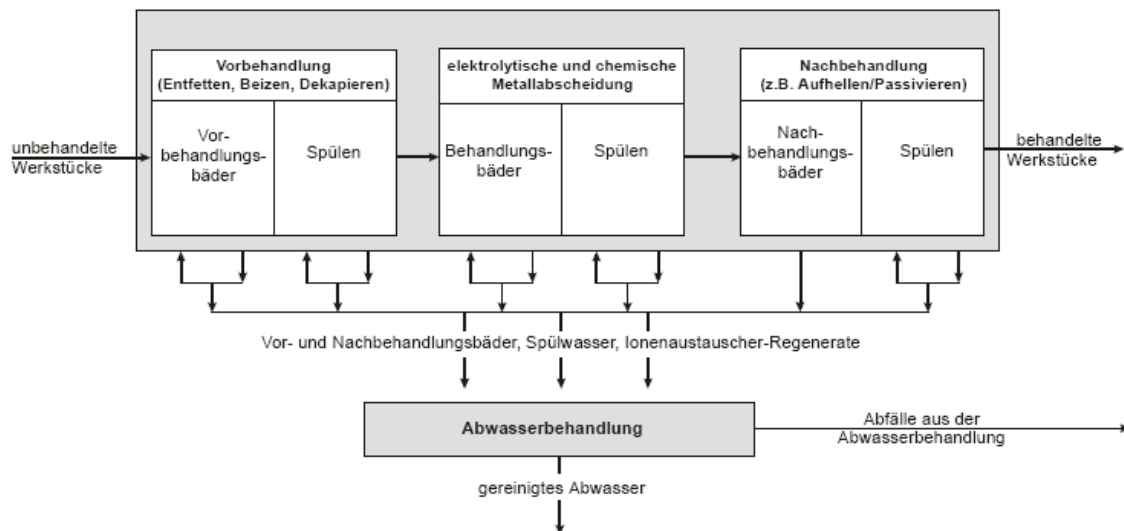 Vorbehandlung
(Entfetten, Beizen, Dekapieren)
elektrolytische und chemische
Metallabscheidung
Nachbehandlung
(z.B. Aufhellen/Passivieren)
unbehandelte
Werkstücke
Vor-
behandlungs-
bäder
Spülen
Behandlungs-
bäder
Spülen
Nach-
behandlungs-
bäder
Spülen
behandelte
Werkstücke
Vor- und Nachbehandlungsbäder, Spülwasser, Ionenaustauscher-Regenerate
Abwasserbehandlung
Abfälle aus der
Abwasserbehandlung
gereinigtes Abwasser